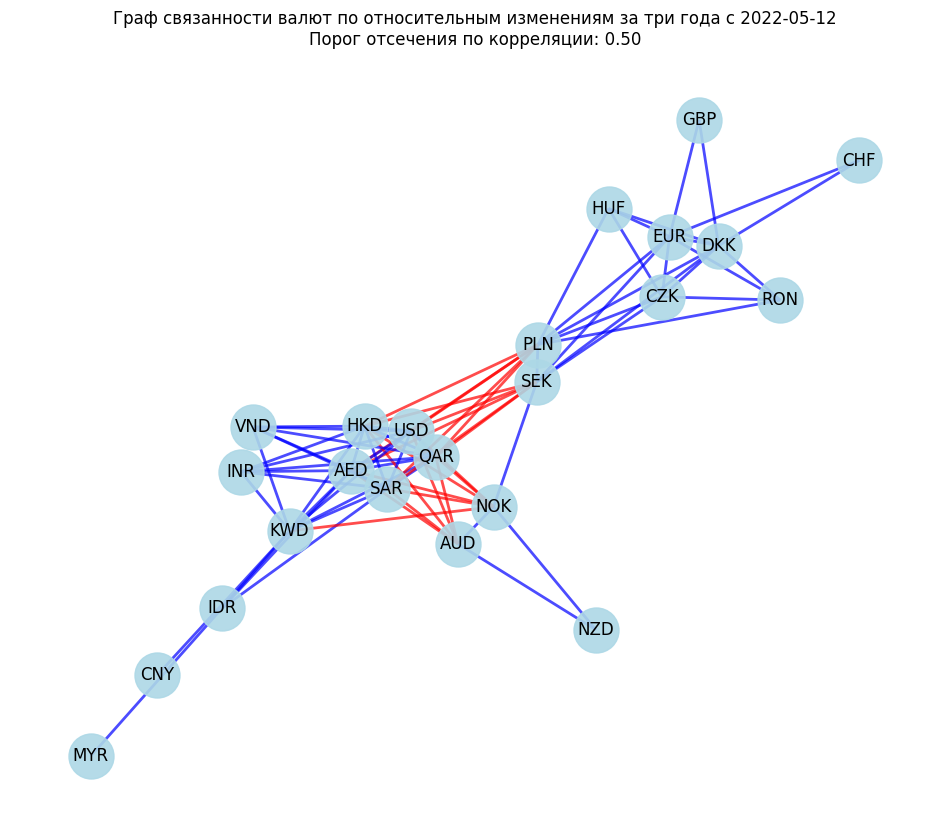 Граф связанности валют по относительным изменениям за три года с 2022-05-12
Порог отсечения по корреляции: 0.50
GBP
CHF
HUF
EUR
DKK
CZK
RON
PLN
SEK
VND
HKD
USD
QAR
INR
AED
SAR
NOK
KWD
AUD
IDR
NZD
CNY
MYR